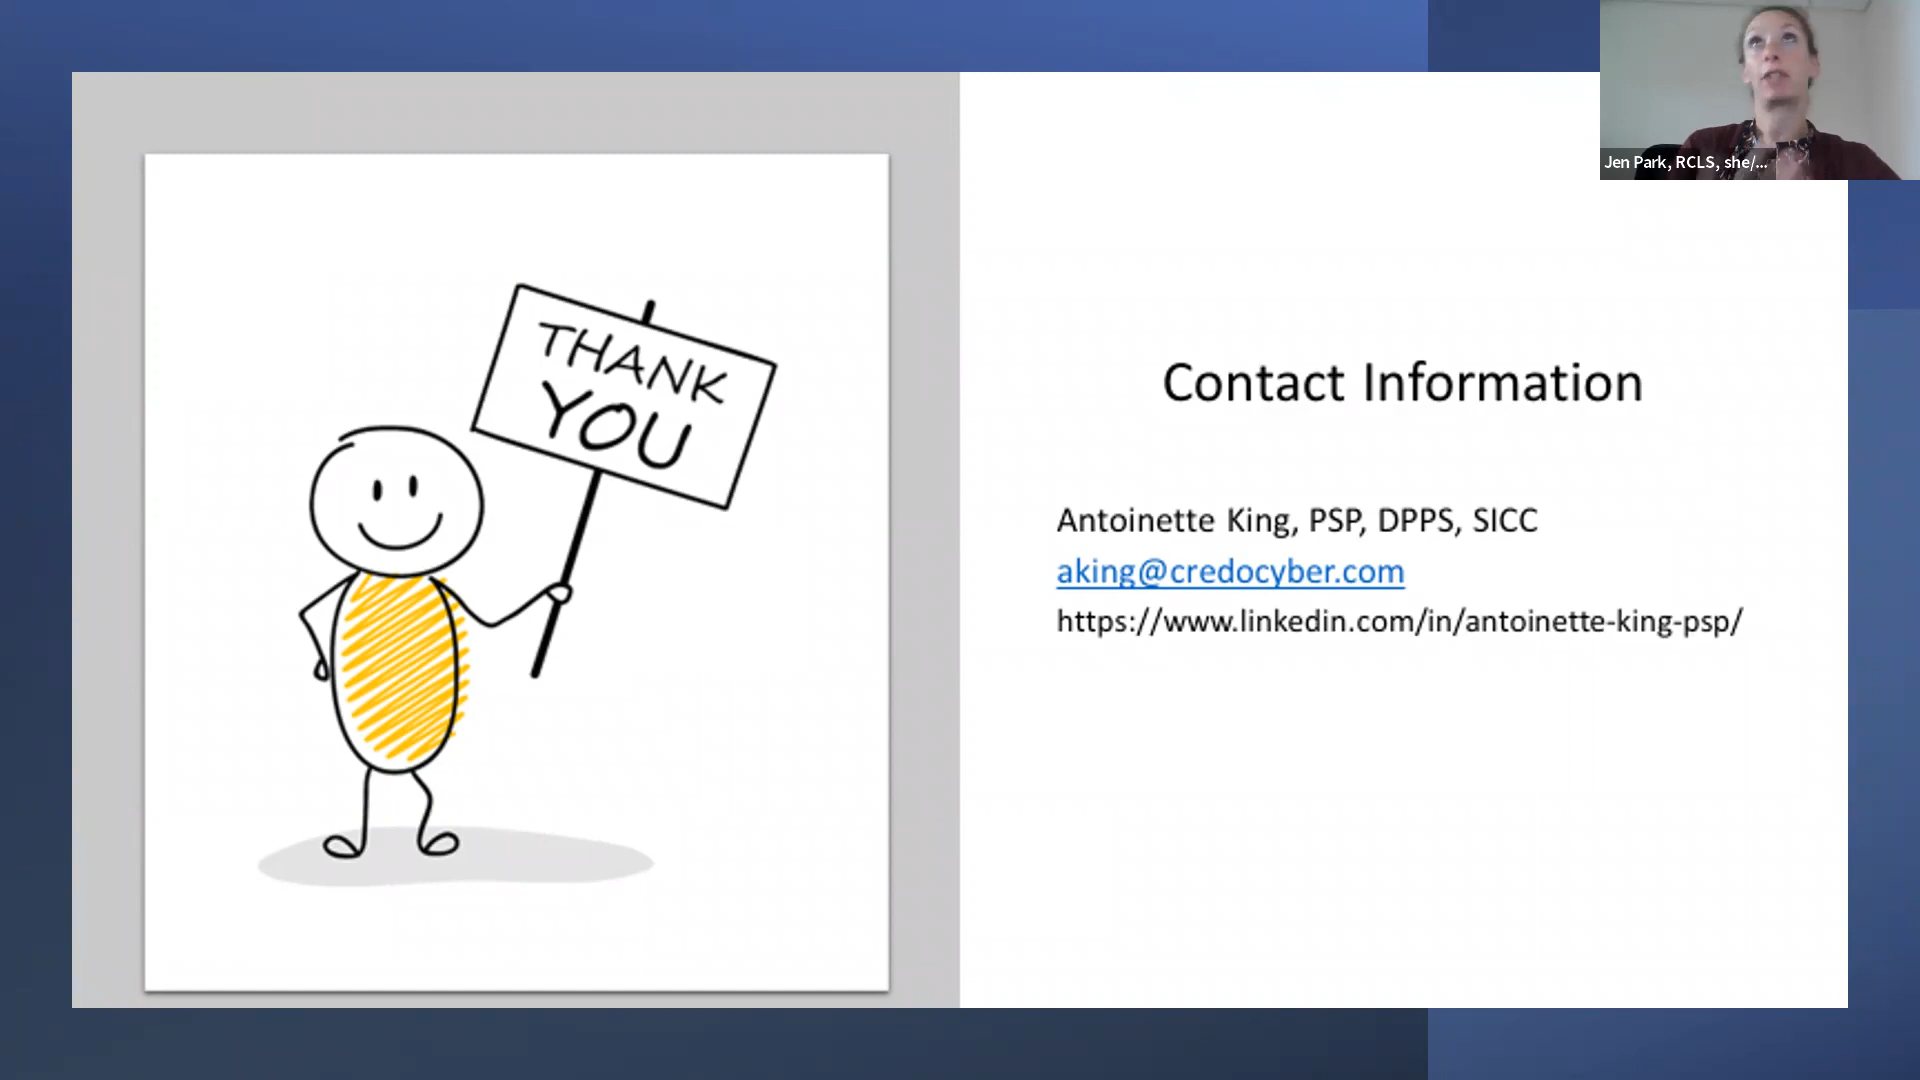 Jen Park, RCLS, she/...
THANK
YOU
Contact Information
Antoinette King, PSP, DPPS, SICC
aking@credocyber.com
https://www.linkedin.com/in/antoinette-king-psp/